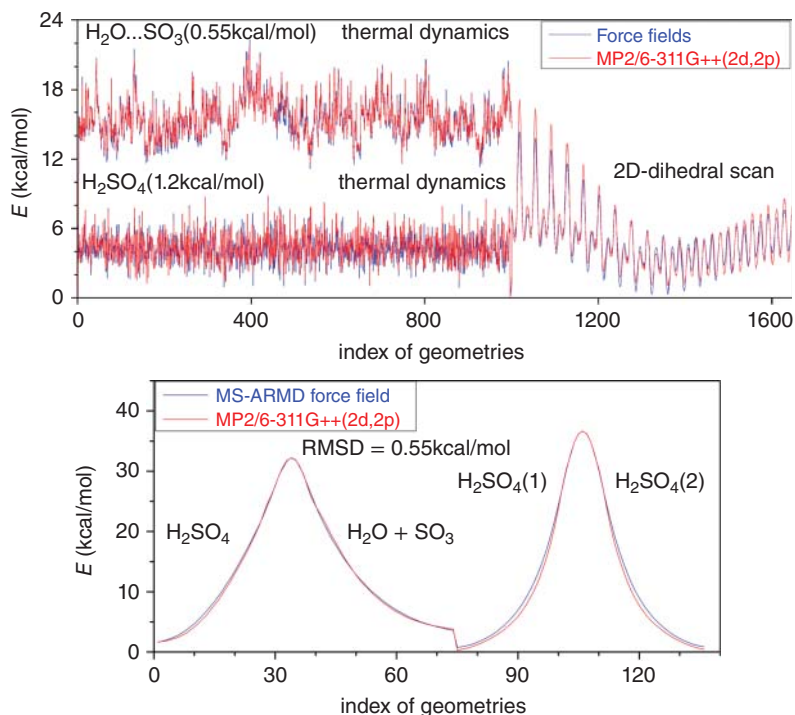 H₂O...SO₃(0.55kcal/mol) thermal dynamics
Force fields
MP2/6-311G++(2d,2p)
H₂SO₄(1.2kcal/mol) thermal dynamics
2D-dihedral scan
E (kcal/mol)
24
18
12
6
0
0 400 800 1200 1600
index of geometries
MS-ARMD force field
MP2/6-311G++(2d,2p)
RMSD = 0.55kcal/mol
H₂SO₄(1) H₂SO₄(2)
H₂SO₄ H₂O + SO₃
E (kcal/mol)
45
30
15
0
0 30 60 90 120
index of geometries